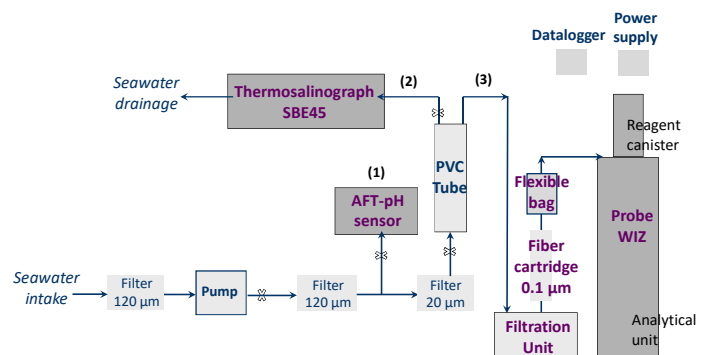 Datalogger
Power
supply
Seawater
drainage
Thermosalinograph
SBE45
(2)
(3)
Reagent
canister
PVC
Tube
(1)
AFT-pH
sensor
Flexible
bag
Probe
WIZ
Fiber
cartridge
0.1 µm
Seawater
intake
Filter
120 µm
Pump
Filter
120 µm
Filter
20 µm
Filtration
Unit
Analytical
unit